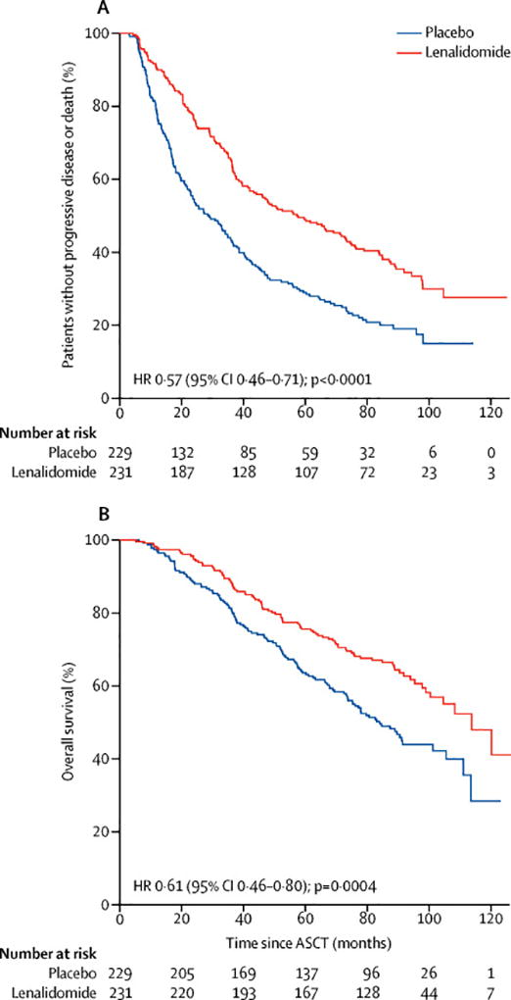 A
Placebo
Lenalidomide
100
80
60
40
20
0
Patients without progressive disease or death (%)
HR 0·57 (95% CI 0·46–0·71); p<0·0001
0 20 40 60 80 100 120
Number at risk
Placebo 229 132 85 59 32 6 0
Lenalidomide 231 187 128 107 72 23 3
B
100
80
60
40
20
0
Overall survival (%)
HR 0·61 (95% CI 0·46–0·80); p=0·0004
0 20 40 60 80 100 120
Time since ASCT (months)
Number at risk
Placebo 229 205 169 137 96 26 1
Lenalidomide 231 220 193 167 128 44 7